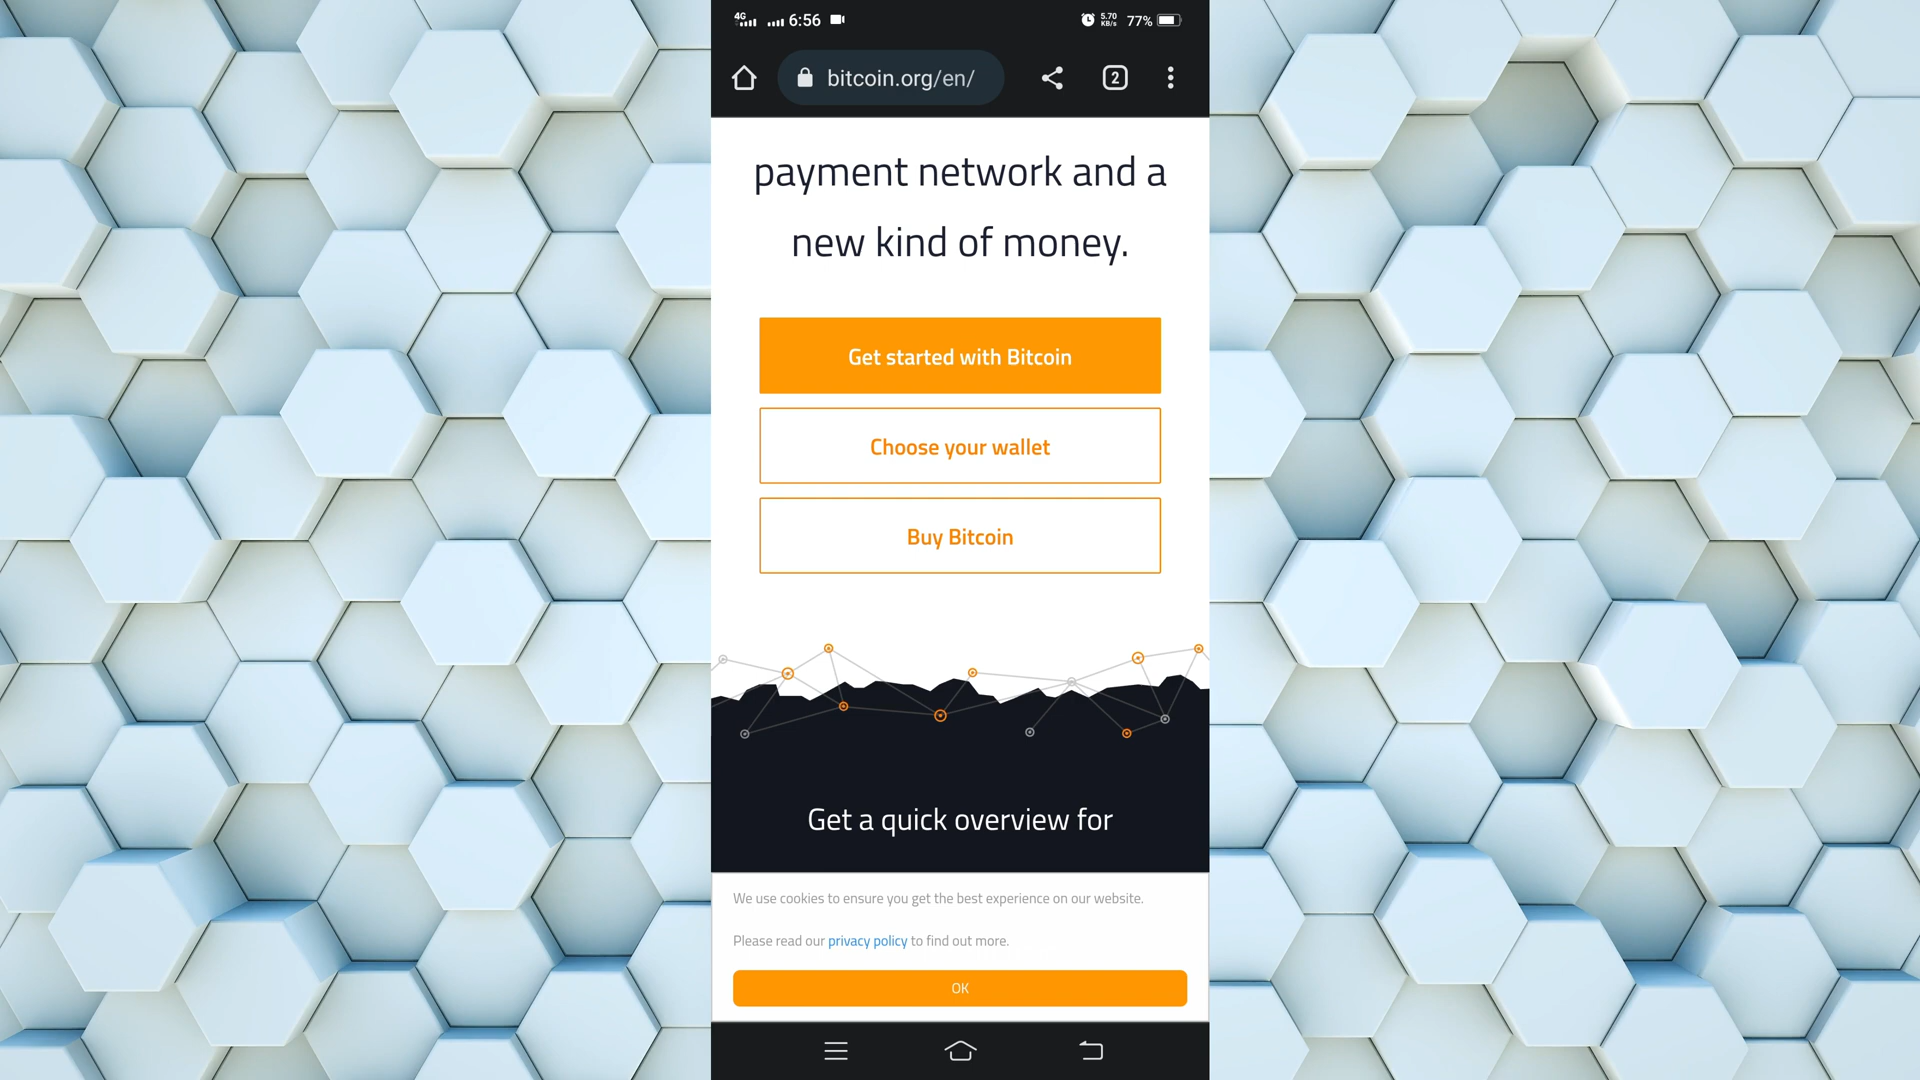 4G 6:56 5.70 KB/s 77%
bitcoin.org/en/ 2
payment network and a
new kind of money.
Get started with Bitcoin
Choose your wallet
Buy Bitcoin
Get a quick overview for
We use cookies to ensure you get the best experience on our website.
Please read our privacy policy to find out more.
OK